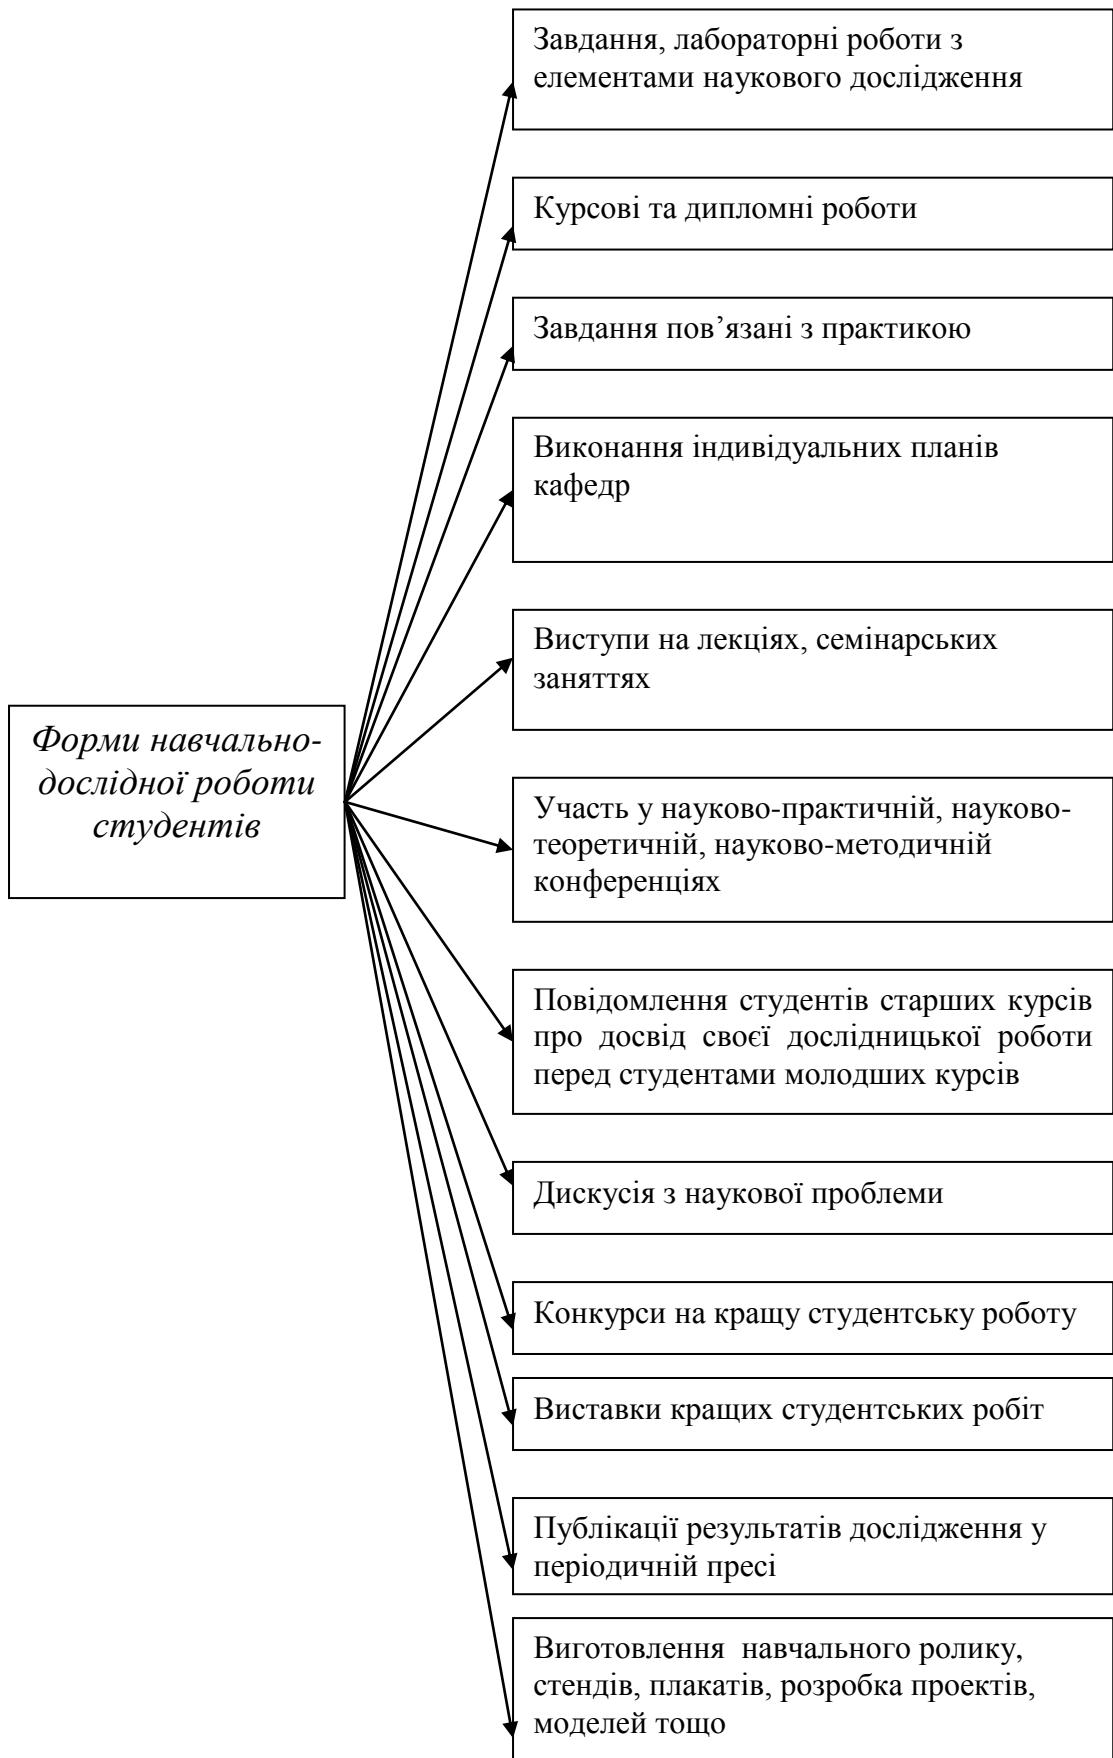 Завдання, лабораторні роботи з
елементами наукового дослідження
Курсові та дипломні роботи
Завдання пов’язані з практикою
Виконання індивідуальних планів
кафедр
Виступи на лекціях, семінарських
заняттях
Форми навчально-
дослідної роботи
студентів
Участь у науково-практичній, науково-
теоретичній, науково-методичній
конференціях
Повідомлення студентів старших курсів
про досвід своєї дослідницької роботи
перед студентами молодших курсів
Дискусія з наукової проблеми
Конкурси на кращу студентську роботу
Виставки кращих студентських робіт
Публікації результатів дослідження у
періодичній пресі
Виготовлення навчального ролику,
стендів, плакатів, розробка проектів,
моделей тощо